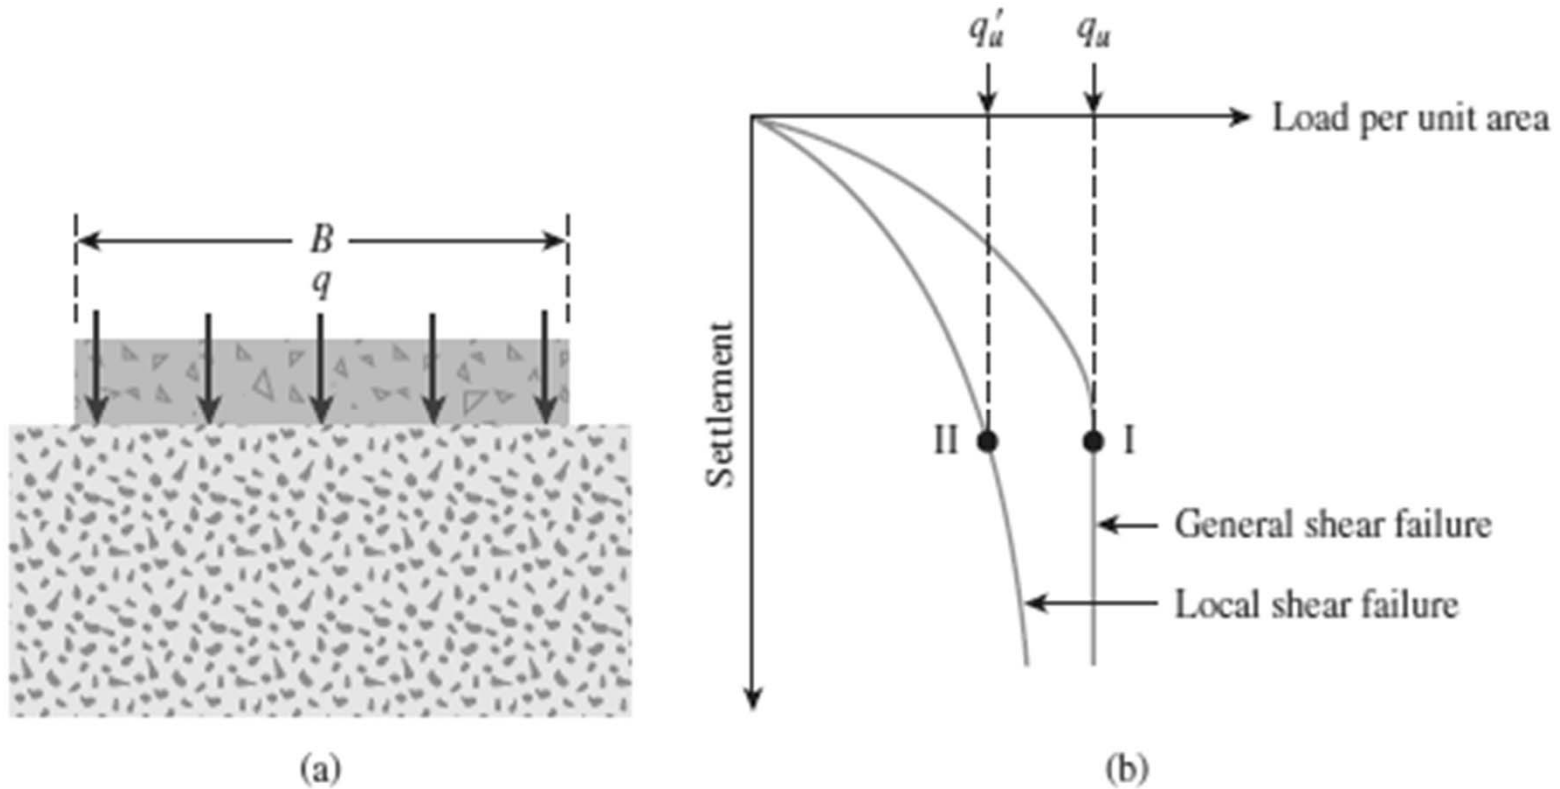 B
q
(a)
q'u
qu
Load per unit area
Settlement
II
I
General shear failure
Local shear failure
(b)